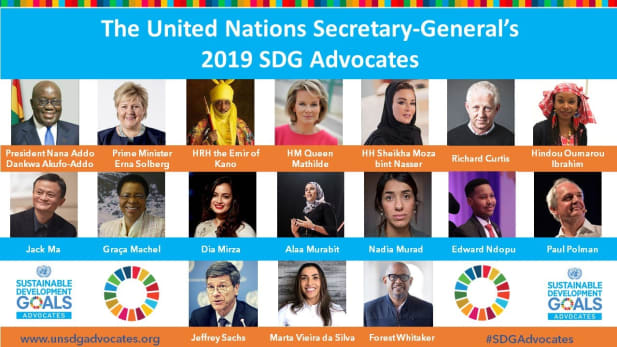 The United Nations Secretary-General's
2019 SDG Advocates
President Nana Addo
Dankwa Akufo-Addo
Prime Minister
Erna Solberg
HRH the Emir of
Kano
HM Queen
Mathilde
HH Sheikha Moza
bint Nasser
Richard Curtis
Hindou Oumarou
Ibrahim
Jack Ma
Graça Machel
Dia Mirza
Alaa Murabit
Nadia Murad
Edward Ndopu
Paul Polman
SUSTAINABLE
DEVELOPMENT
GOALS
ADVOCATES
SUSTAINABLE
DEVELOPMENT
GOALS
ADVOCATES
www.unsdgadvocates.org
Jeffrey Sachs
Marta Vieira da Silva
Forest Whitaker
#SDGAdvocates